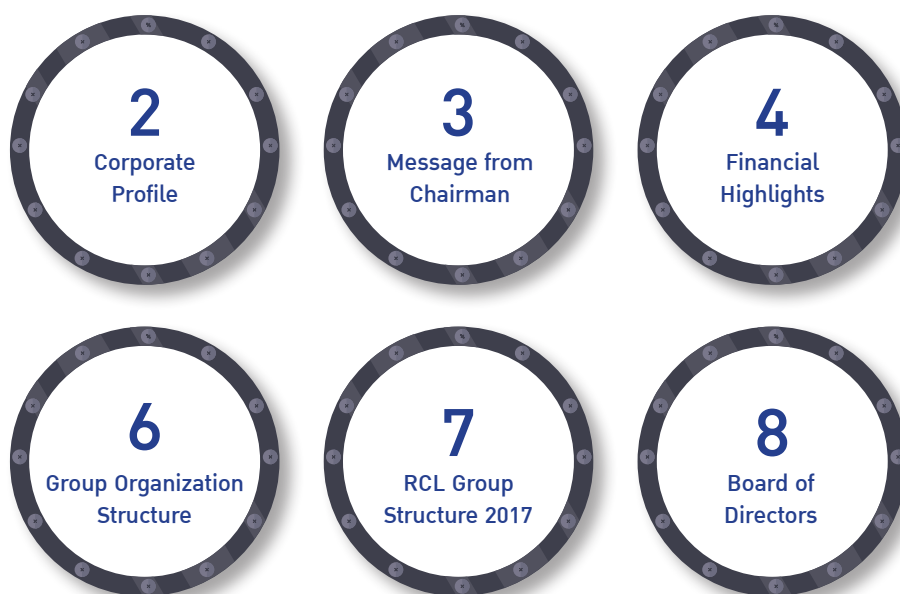 2
Corporate
Profile
3
Message from
Chairman
4
Financial
Highlights
6
Group Organization
Structure
7
RCL Group
Structure 2017
8
Board of
Directors